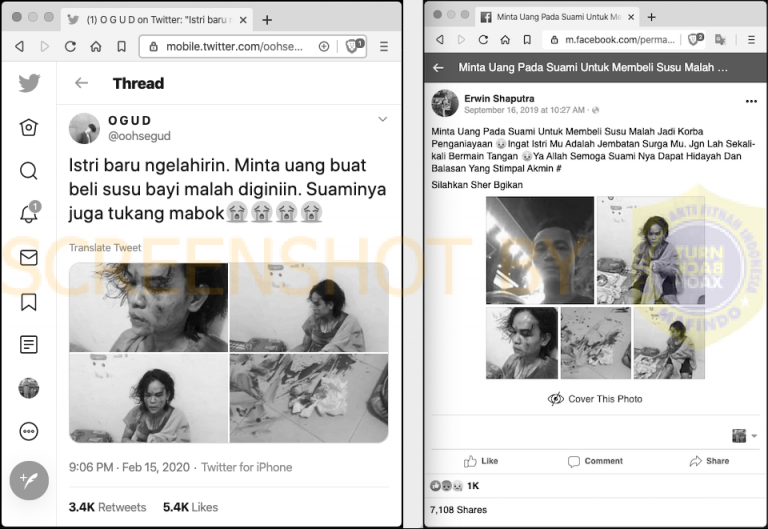 (1) O G U D on Twitter: "Istri baru
mobile.twitter.com/oohse...
1
Thread
O G U D
@oohsegud
Istri baru ngelahirin. Minta uang buat
beli susu bayi malah diginiin. Suaminya
juga tukang mabok😭😭😭😭
Translate Tweet
1
9:06 PM · Feb 15, 2020 · Twitter for iPhone
3.4K Retweets 5.4K Likes
Minta Uang Pada Suami Untuk Me
m.facebook.com/perma...
2
Minta Uang Pada Suami Untuk Membeli Susu Malah ...
Erwin Shaputra
September 16, 2019 at 10:27 AM ·
Minta Uang Pada Suami Untuk Membeli Susu Malah Jadi Korba
Penganiayaan 😢Ingat Istri Mu Adalah Jembatan Surga Mu. Jgn Lah Sekali-
kali Bermain Tangan 😢Ya Allah Semoga Suami Nya Dapat Hidayah Dan
Balasan Yang Stimpal Akmin #
Silahkan Sher Bgikan
Cover This Photo
Like Comment Share
1K
7,108 Shares
SCREENSHOT BY
ANTI FITNAH INDONESIA
TURN
BACK
HOAX
MAFINDO